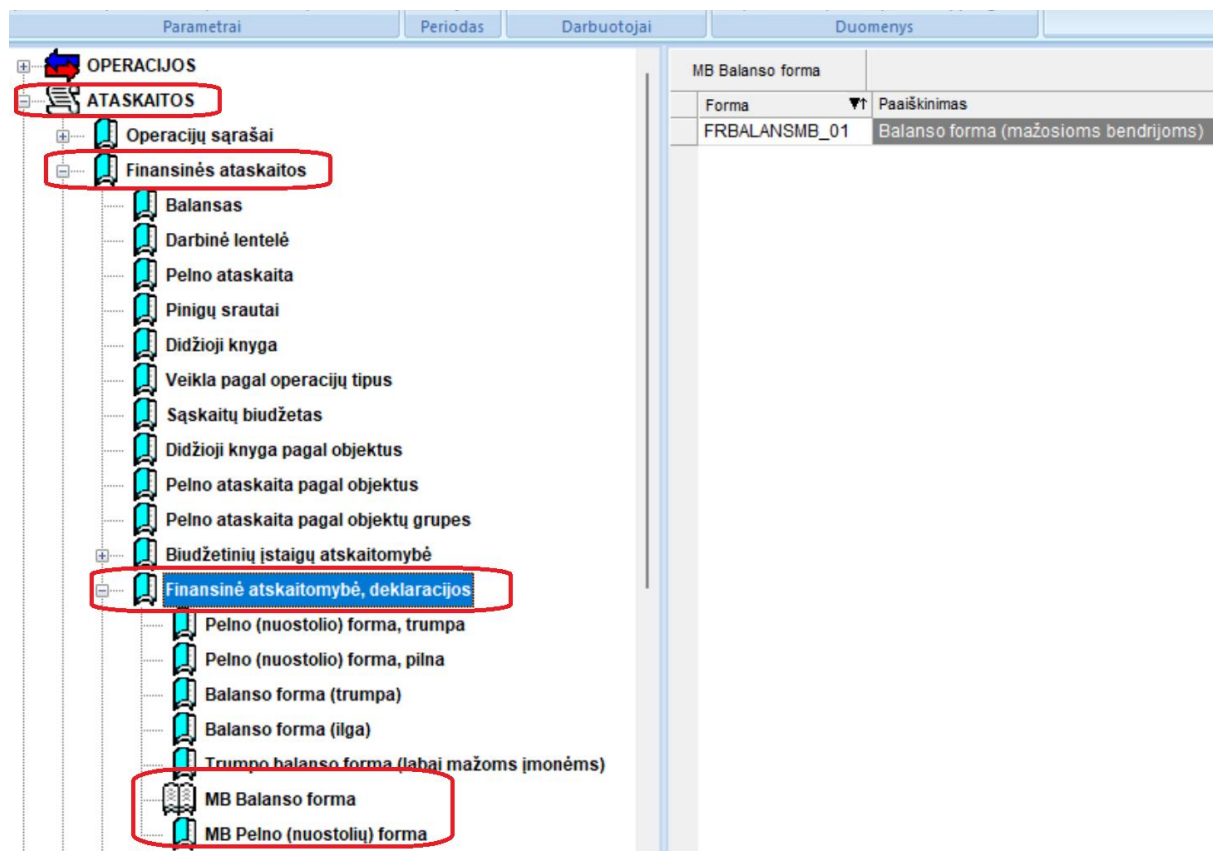 Parametrai Periodas Darbuotojai Duomenys
OPERACIJOS
ATASKAITOS
Operacijų sąrašai
Finansinės ataskaitos
Balansas
Darbinė lentelė
Pelno ataskaita
Pinigų srautai
Didžioji knyga
Veikla pagal operacijų tipus
Sąskaitų biudžetas
Didžioji knyga pagal objektus
Pelno ataskaita pagal objektus
Pelno ataskaita pagal objektų grupes
Biudžetinių įstaigų atskaitomybė
Finansinė atskaitomybė, deklaracijos
Pelno (nuostolio) forma, trumpa
Pelno (nuostolio) forma, pilna
Balanso forma (trumpa)
Balanso forma (ilga)
Trumpo balanso forma (labai mažoms įmonėms)
MB Balanso forma
MB Pelno (nuostolių) forma
MB Balanso forma
Forma Paaiškinimas
FRBALANSMB_01 Balanso forma (mažosioms bendrijoms)